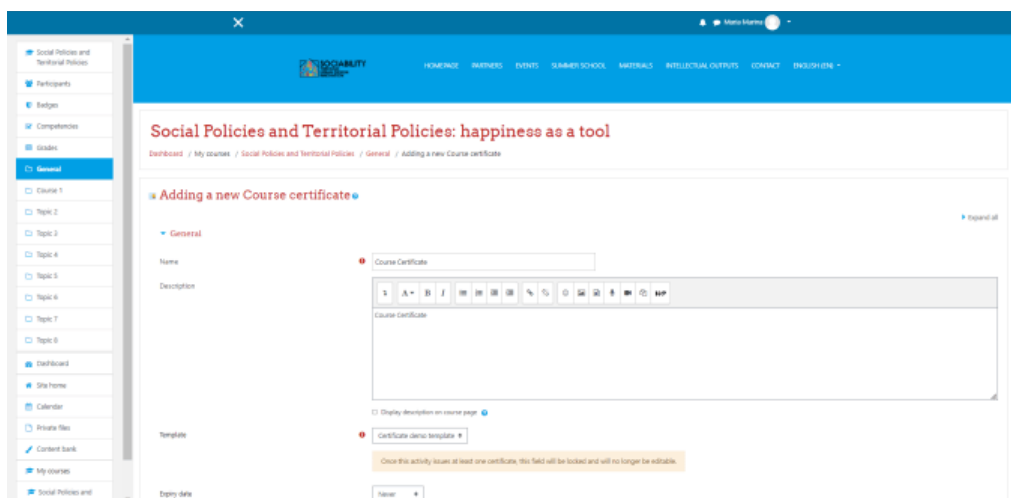 Maria Marino
SOCIABILITY
HOMEPAGE PARTNERS EVENTS SUMMER SCHOOL MATERIALS INTELLECTUAL OUTPUTS CONTACT ENGLISH (EN)
Social Policies and
Territorial Policies
Participants
Badges
Competencies
Grades
General
Course 1
Topic 2
Topic 3
Topic 4
Topic 5
Topic 6
Topic 7
Topic 8
Dashboard
Site home
Calendar
Private files
Content bank
My courses
Social Policies and
Social Policies and Territorial Policies: happiness as a tool
Dashboard / My courses / Social Policies and Territorial Policies / General / Adding a new Course certificate
Adding a new Course certificate
Expand all
General
Name
Course Certificate
Description
A B I H-P
Course Certificate
Display description on course page
Template
Certificate demo template
Once this activity issues at least one certificate, this field will be locked and will no longer be editable.
Expiry date
Never